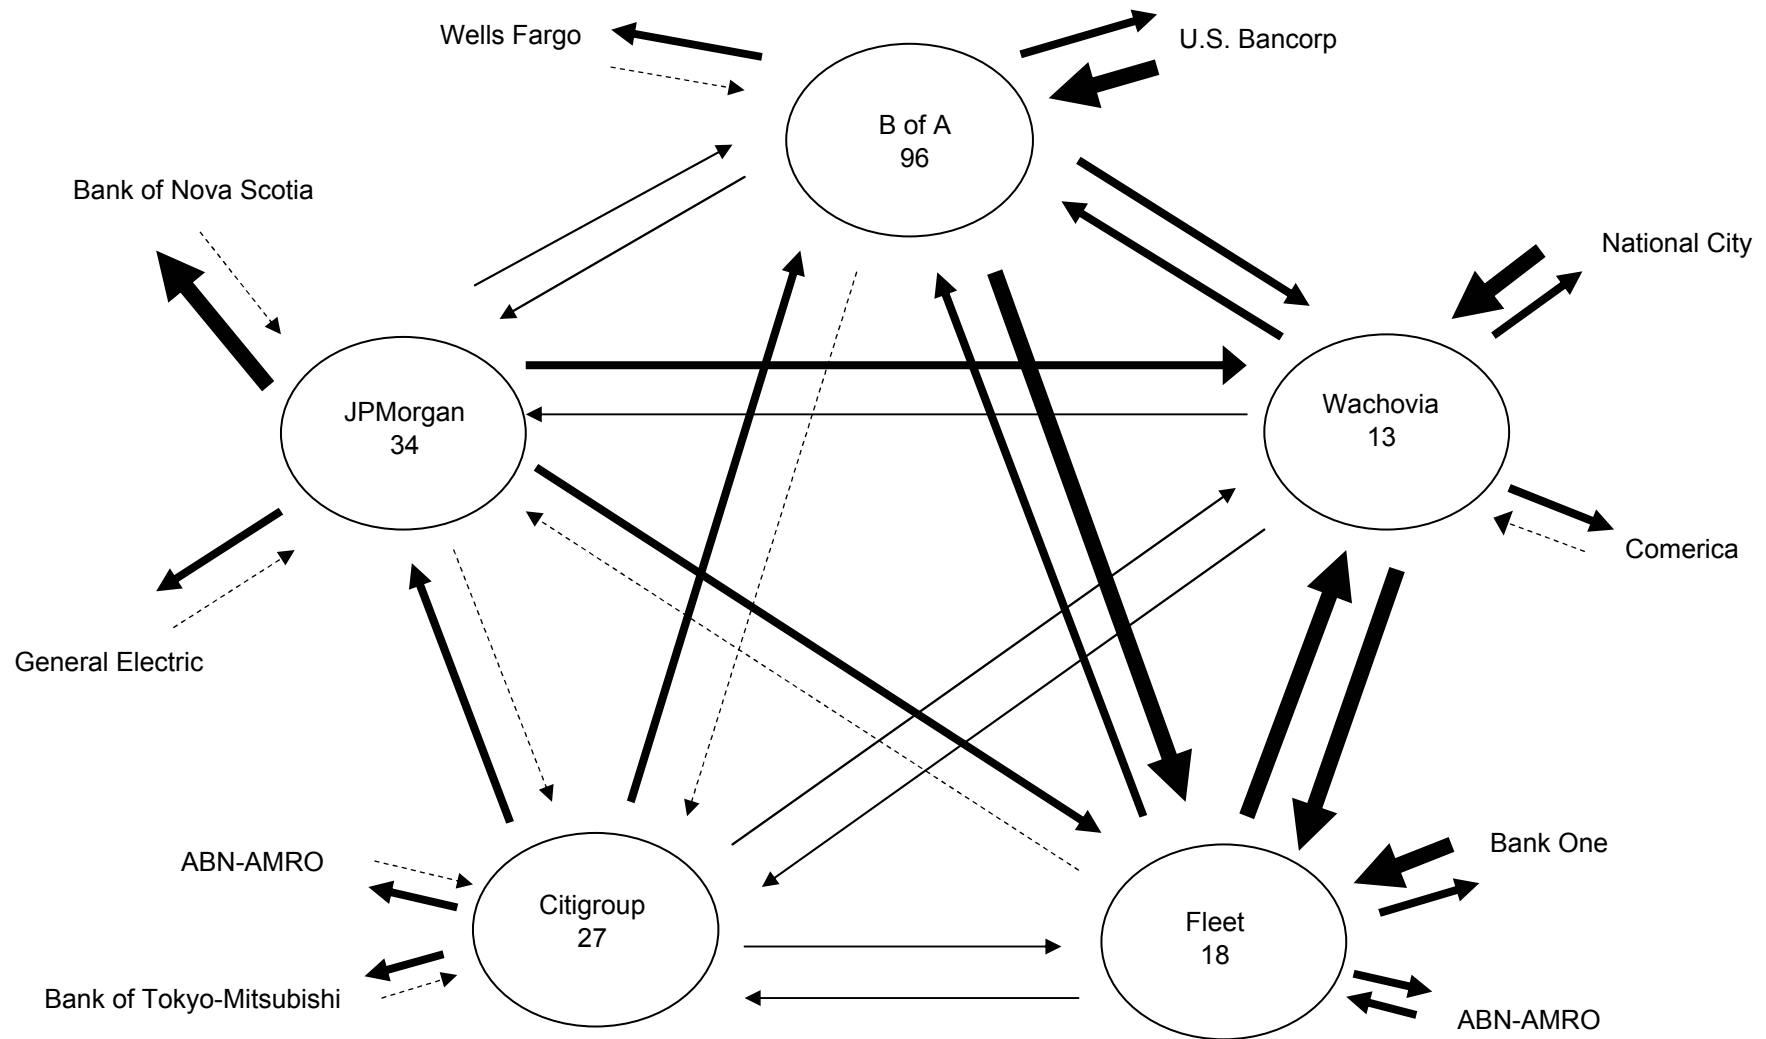 Wells Fargo
U.S. Bancorp
B of A
96
Bank of Nova Scotia
National City
JPMorgan
34
Wachovia
13
Comerica
General Electric
ABN-AMRO
Bank One
Citigroup
27
Fleet
18
Bank of Tokyo-Mitsubishi
ABN-AMRO